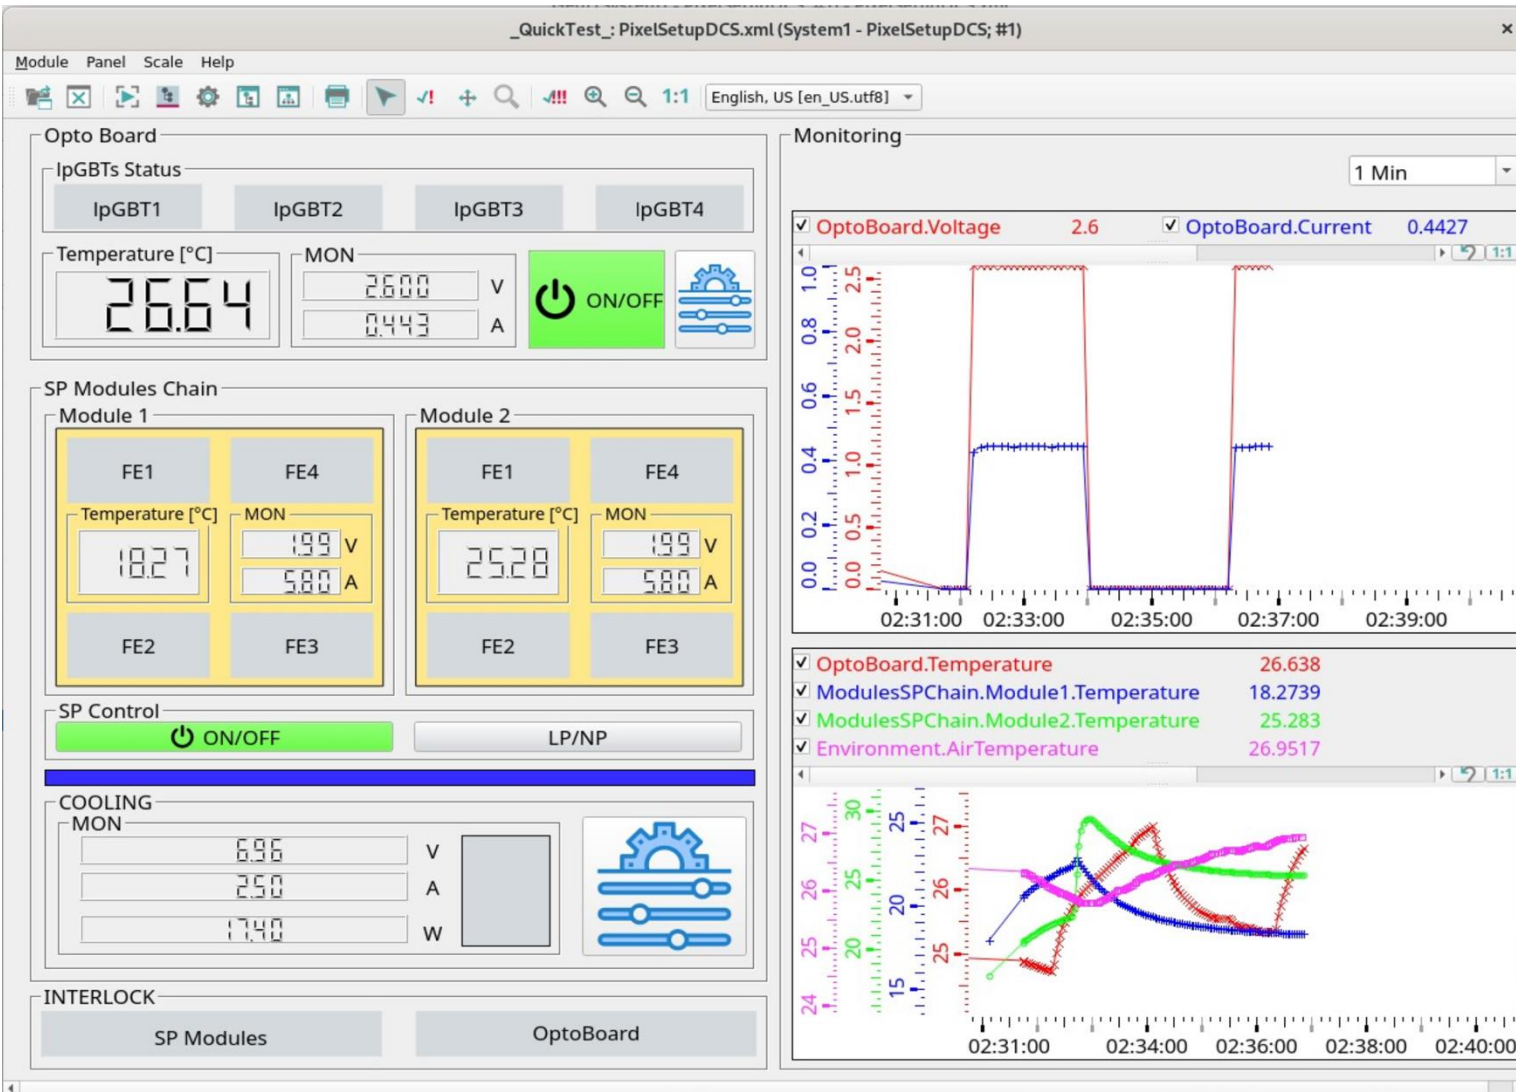 _QuickTest_: PixelSetupDCS.xml (System1 - PixelSetupDCS; #1)
Module Panel Scale Help
1:1 English, US [en_US.utf8]
Opto Board
lpGBTs Status
lpGBT1 lpGBT2 lpGBT3 lpGBT4
Temperature [°C]
26.64
MON
2.600 V
0.443 A
ON/OFF
SP Modules Chain
Module 1
FE1 FE4
Temperature [°C]
18.27
MON
1.99 V
5.80 A
FE2 FE3
Module 2
FE1 FE4
Temperature [°C]
25.28
MON
1.99 V
5.80 A
FE2 FE3
SP Control
ON/OFF LP/NP
COOLING
MON
6.96 V
2.50 A
17.40 W
INTERLOCK
SP Modules OptoBoard
Monitoring
1 Min
OptoBoard.Voltage 2.6 OptoBoard.Current 0.4427
1:1
1.0 0.8 0.6 0.4 0.2 0.0
2.5 2.0 1.5 1.0 0.5 0.0
02:31:00 02:33:00 02:35:00 02:37:00 02:39:00
OptoBoard.Temperature 26.638
ModulesSPChain.Module1.Temperature 18.2739
ModulesSPChain.Module2.Temperature 25.283
Environment.AirTemperature 26.9517
1:1
27 26 25 24
30 25 20
25 20 15
27 26 25
02:31:00 02:34:00 02:36:00 02:38:00 02:40:00